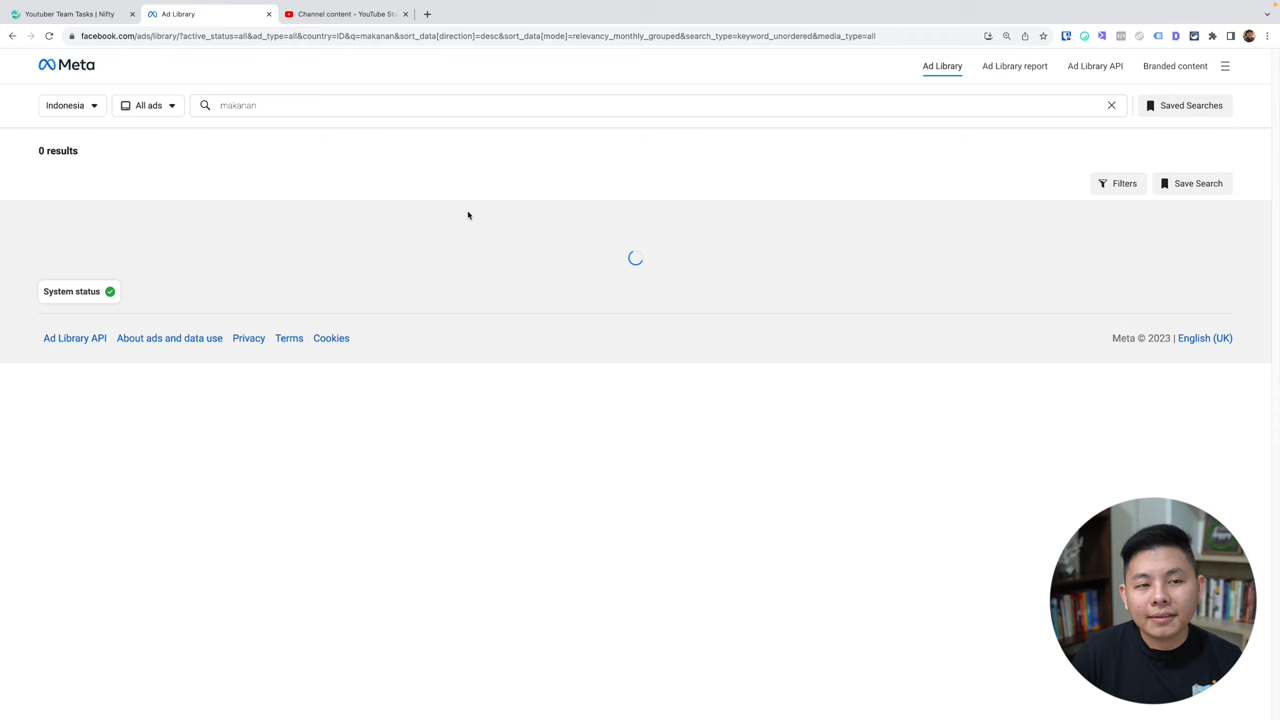 Youtuber Team Tasks | Nifty
Ad Library
Channel content - YouTube St
facebook.com/ads/library/?active_status=all&ad_type=all&country=ID&q=makanan&sort_data[direction]=desc&sort_data[mode]=relevancy_monthly_grouped&search_type=keyword_unordered&media_type=all
Meta
Ad Library
Ad Library report
Ad Library API
Branded content
Indonesia
All ads
makanan
Saved Searches
0 results
Filters
Save Search
System status
Ad Library API
About ads and data use
Privacy
Terms
Cookies
Meta © 2023 | English (UK)